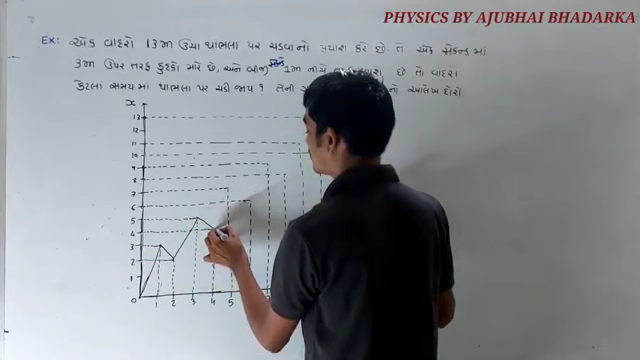 PHYSICS BY AJUBHAI BHADARKA
Ex: એક વાંદરો 13m ઊંચા થાંભલા પર ચડવાનો પ્રયાસ કરે છે. તે એક સેકન્ડ માં
3m ઉપર તરફ કુદકો મારે છે, અને બીજી 1m નીચે છે. તો વાંદરો
કેટલા સમય માં થાંભલા પર ચડી જાય ? તેની આલેખ દોરો
x
13
12
11
10
9
8
7
6
5
4
3
2
1
0 1 2 3 4 5